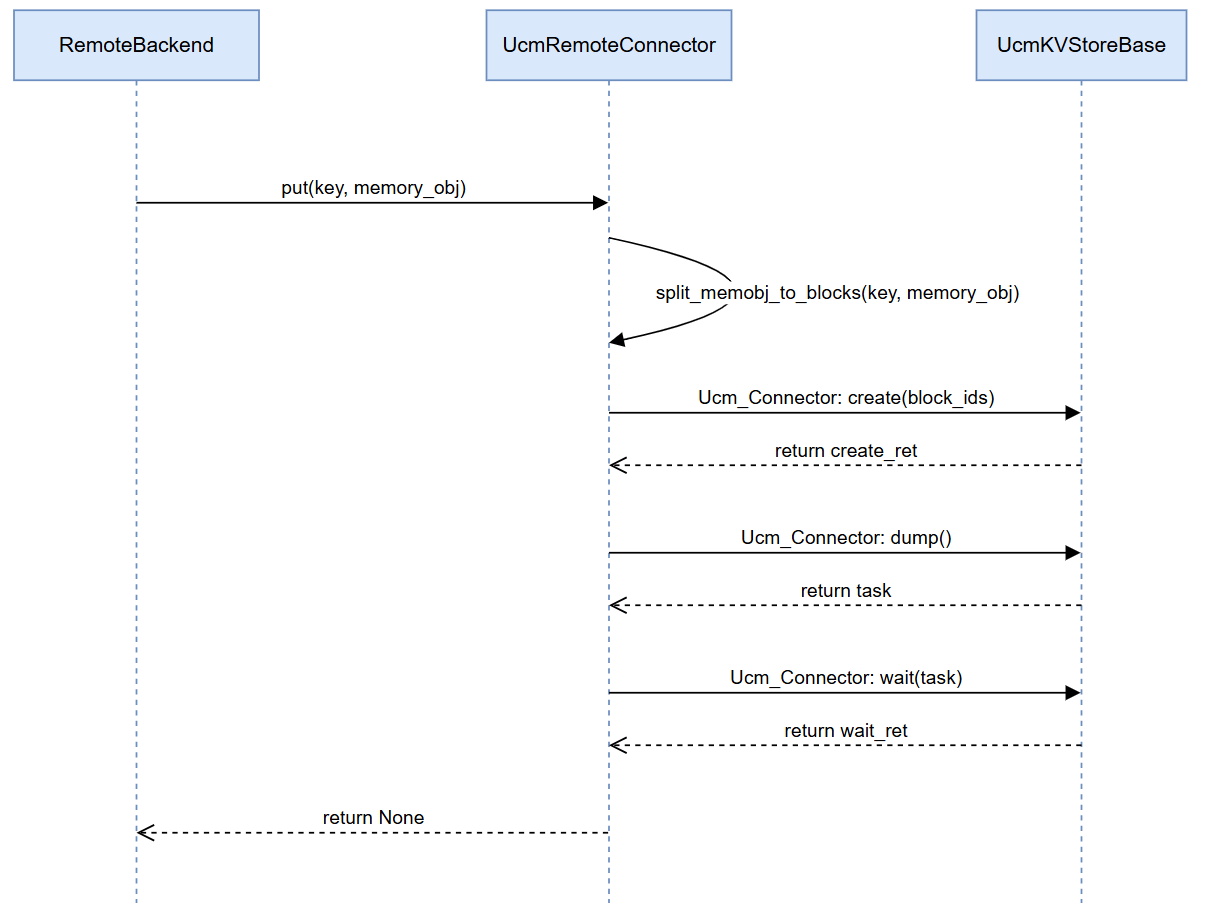 RemoteBackend
UcmRemoteConnector
UcmKVStoreBase
put(key, memory_obj)
split_memobj_to_blocks(key, memory_obj)
Ucm_Connector: create(block_ids)
return create_ret
Ucm_Connector: dump()
return task
Ucm_Connector: wait(task)
return wait_ret
return None